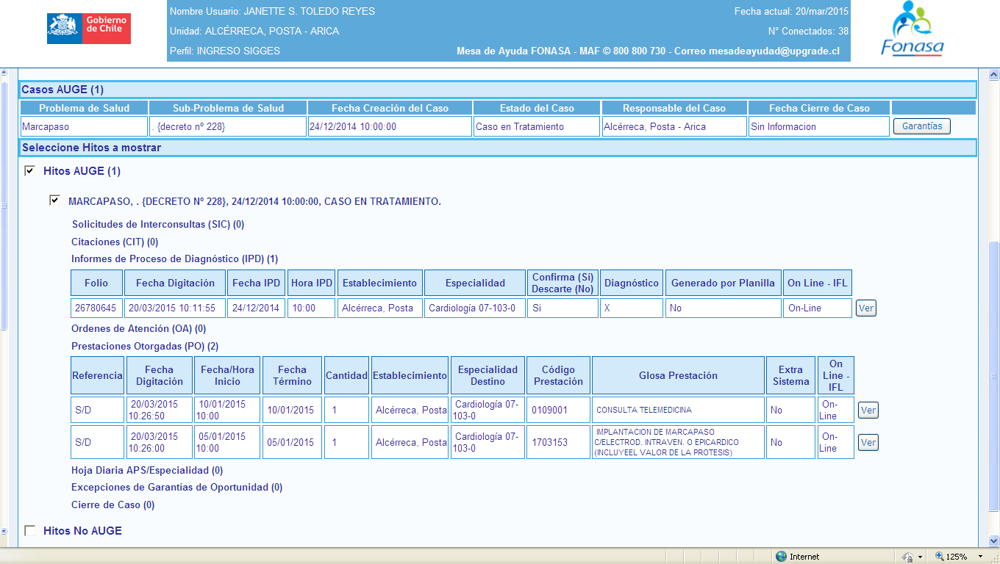 Gobierno
de Chile
Nombre Usuario: JANETTE S. TOLEDO REYES
Fecha actual: 20/mar/2015
Unidad: ALCÉRRECA, POSTA - ARICA
N° Conectados: 38
Perfil: INGRESO SIGGES
Mesa de Ayuda FONASA - MAF © 800 800 730 - Correo mesadeayudad@upgrade.cl
Fonasa
Casos AUGE (1)
Problema de Salud Sub-Problema de Salud Fecha Creación del Caso Estado del Caso Responsable del Caso Fecha Cierre de Caso
Marcapaso . {decreto nº 228} 24/12/2014 10:00:00 Caso en Tratamiento Alcérreca, Posta - Arica Sin Informacion Garantías
Seleccione Hitos a mostrar
Hitos AUGE (1)
MARCAPASO, . {DECRETO Nº 228}, 24/12/2014 10:00:00, CASO EN TRATAMIENTO.
Solicitudes de Interconsultas (SIC) (0)
Citaciones (CIT) (0)
Informes de Proceso de Diagnóstico (IPD) (1)
Folio Fecha Digitación Fecha IPD Hora IPD Establecimiento Especialidad Confirma (Sí) Descarte (No) Diagnóstico Generado por Planilla On Line - IFL
26780645 20/03/2015 10:11:55 24/12/2014 10:00 Alcérreca, Posta Cardiología 07-103-0 Si X No On-Line Ver
Ordenes de Atención (OA) (0)
Prestaciones Otorgadas (PO) (2)
Referencia Fecha Digitación Fecha/Hora Inicio Fecha Término Cantidad Establecimiento Especialidad Destino Código Prestación Glosa Prestación Extra Sistema On Line - IFL
S/D 20/03/2015 10:26:50 10/01/2015 10:00 10/01/2015 1 Alcérreca, Posta Cardiología 07-103-0 0109001 CONSULTA TELEMEDICINA No On-Line Ver
S/D 20/03/2015 10:26:00 05/01/2015 10:00 05/01/2015 1 Alcérreca, Posta Cardiología 07-103-0 1703153 IMPLANTACION DE MARCAPASO C/ELECTROD. INTRAVEN. O EPICARDICO (INCLUYEEL VALOR DE LA PROTESIS) No On-Line Ver
Hoja Diaria APS/Especialidad (0)
Excepciones de Garantías de Oportunidad (0)
Cierre de Caso (0)
Hitos No AUGE
Internet
125%